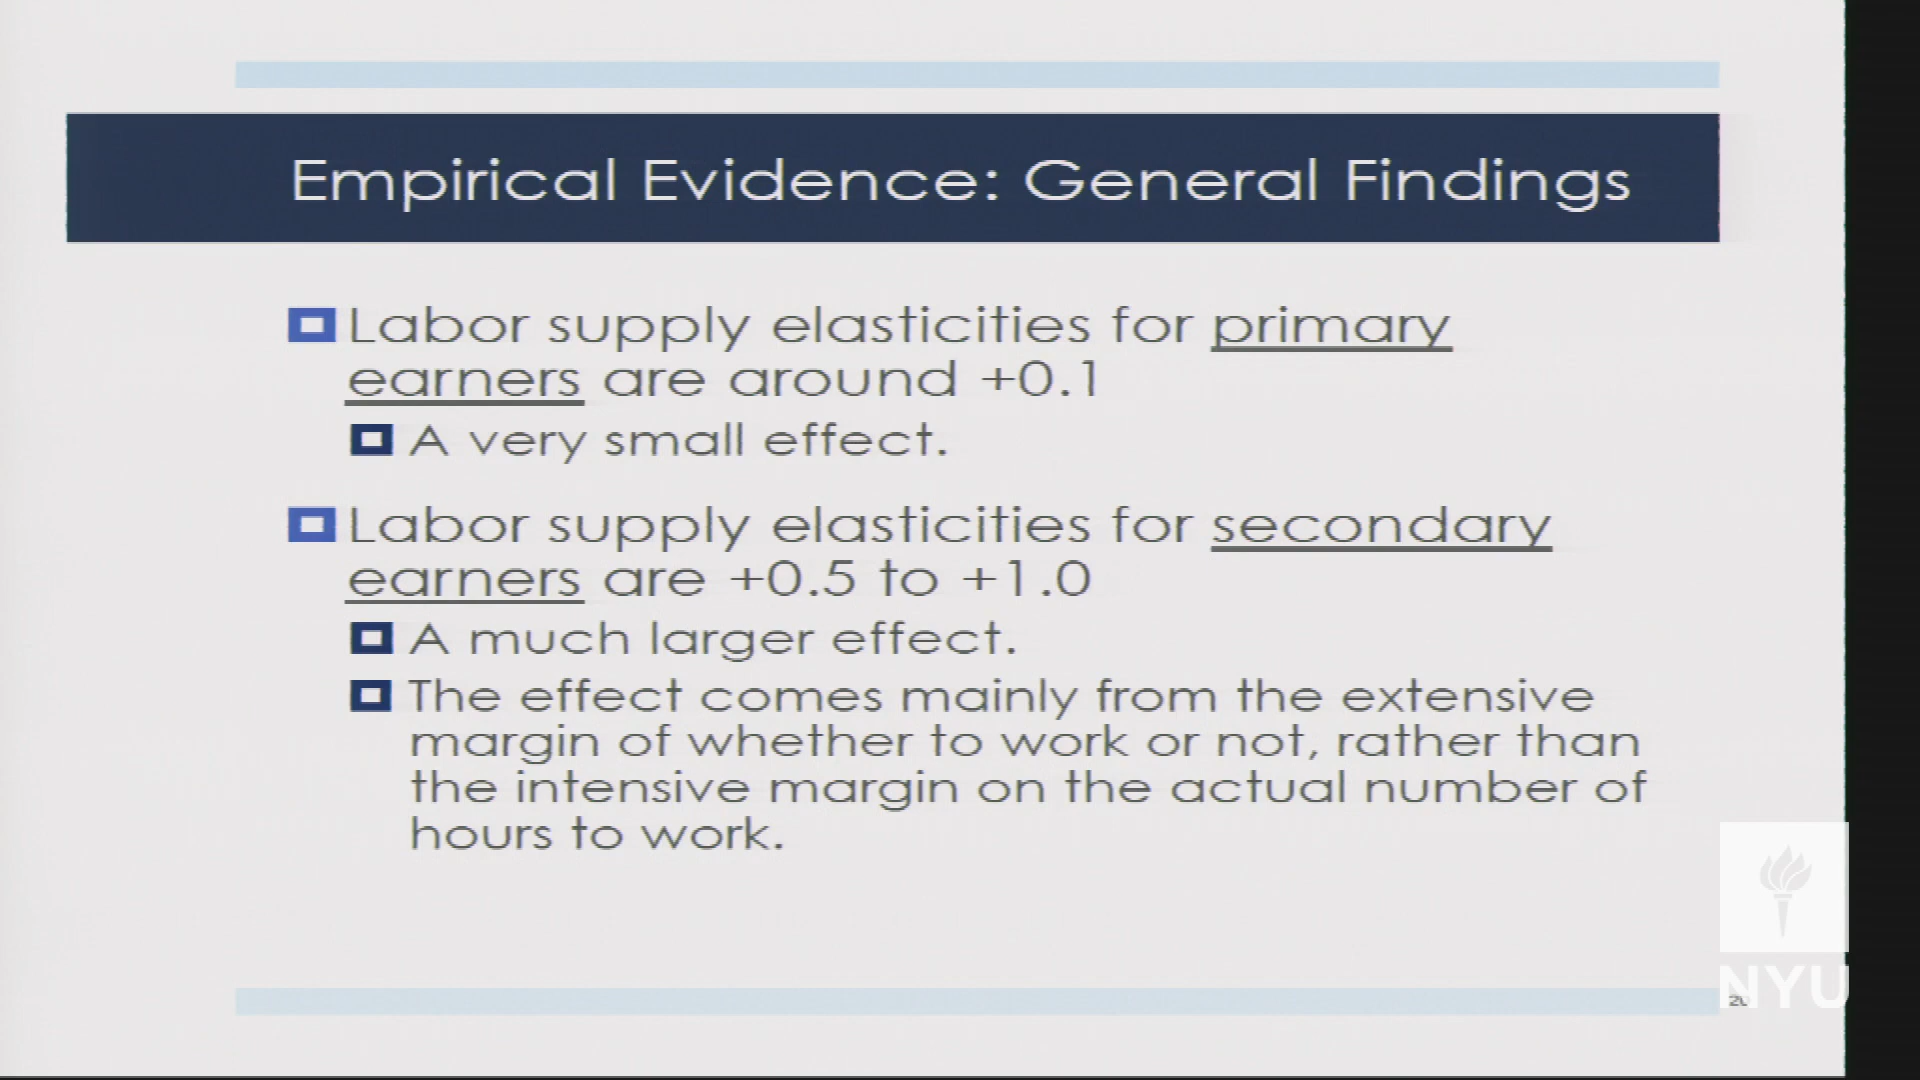 Empirical Evidence: General Findings
Labor supply elasticities for primary
earners are around +0.1
A very small effect.
Labor supply elasticities for secondary
earners are +0.5 to +1.0
A much larger effect.
The effect comes mainly from the extensive
margin of whether to work or not, rather than
the intensive margin on the actual number of
hours to work.
NYU